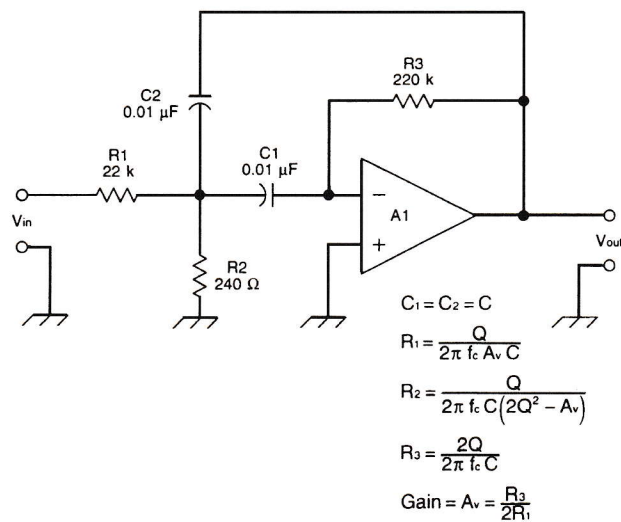 R3
220 k
C2
0.01 µF
C1
0.01 µF
R1
22 k
Vin
−
A1
+
Vout
R2
240 Ω
C₁ = C₂ = C
R₁ = Q / 2π fc Av C
R₂ = Q / 2π fc C(2Q² − Av)
R₃ = 2Q / 2π fc C
Gain = Av = R₃ / 2R₁